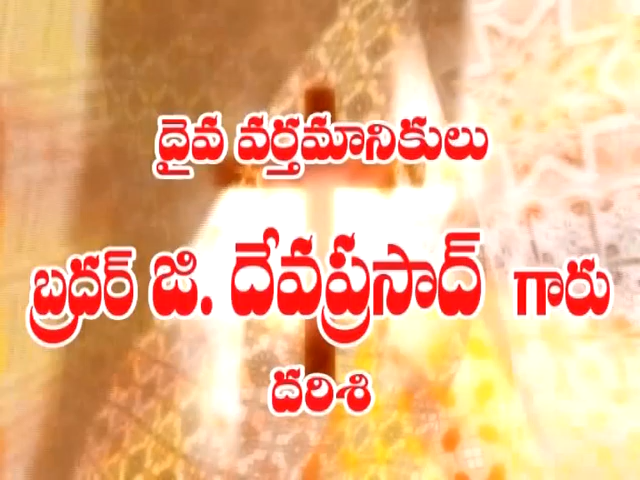 దైవ వర్తమానికులు
బ్రదర్ జి. దేవప్రసాద్ గారు
దరిశి